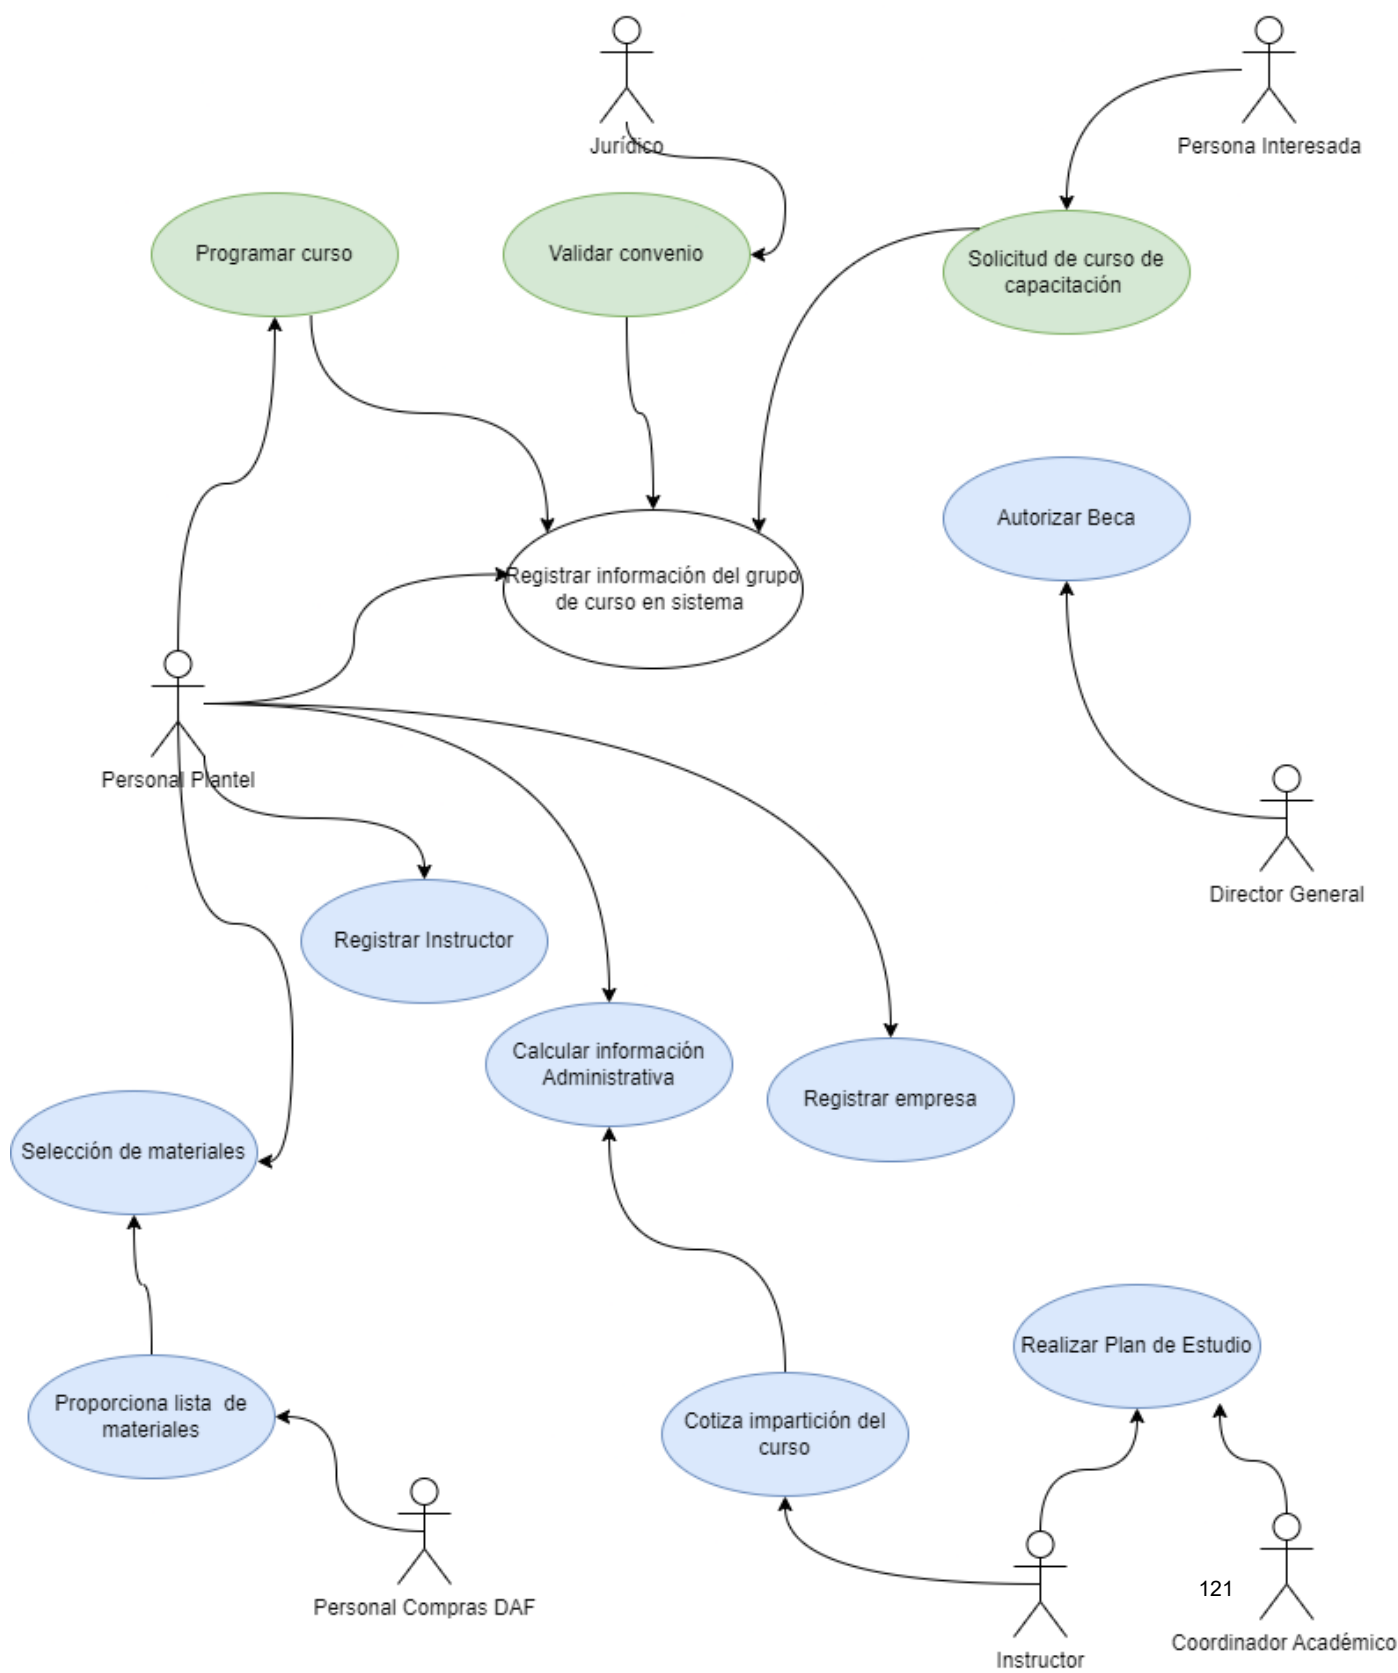 Jurídico
Persona Interesada
Programar curso
Validar convenio
Solicitud de curso de
capacitación
Autorizar Beca
Registrar información del grupo
de curso en sistema
Personal Plantel
Director General
Registrar Instructor
Calcular información
Administrativa
Registrar empresa
Selección de materiales
Realizar Plan de Estudio
Proporciona lista de
materiales
Cotiza impartición del
curso
121
Personal Compras DAF
Coordinador Académico
Instructor